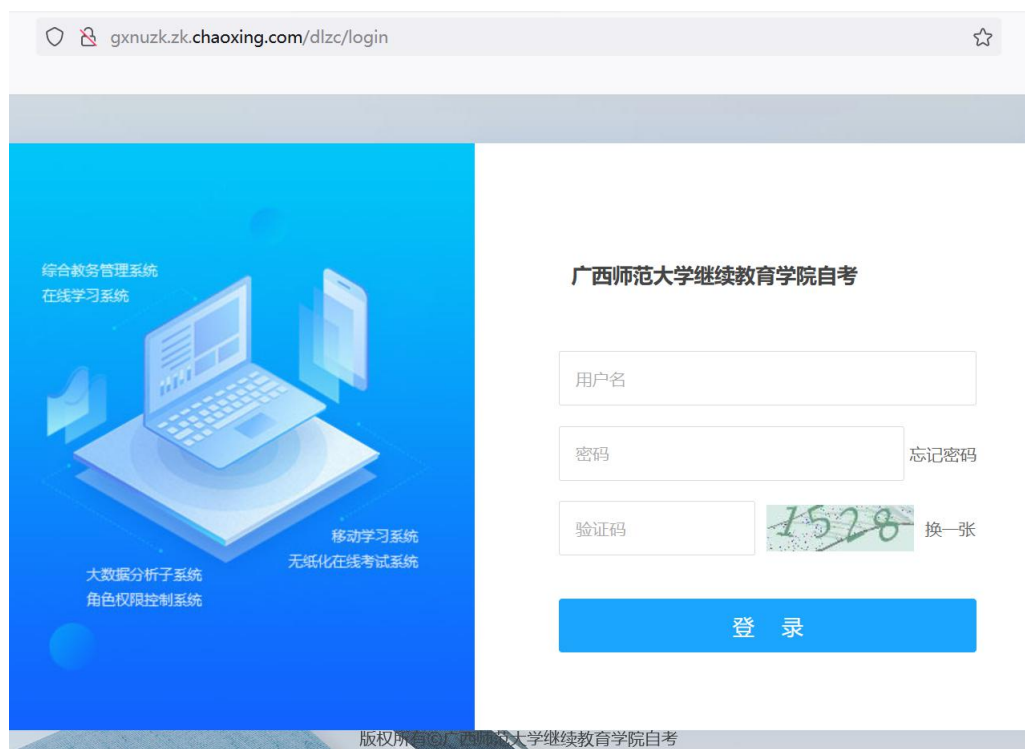 gxnuzk.zk.chaoxing.com/dlzc/login
综合教务管理系统
在线学习系统
移动学习系统
无纸化在线考试系统
大数据分析子系统
角色权限控制系统
广西师范大学继续教育学院自考
用户名
密码
忘记密码
验证码
1528
换一张
登 录
版权所有©广西师范大学继续教育学院自考